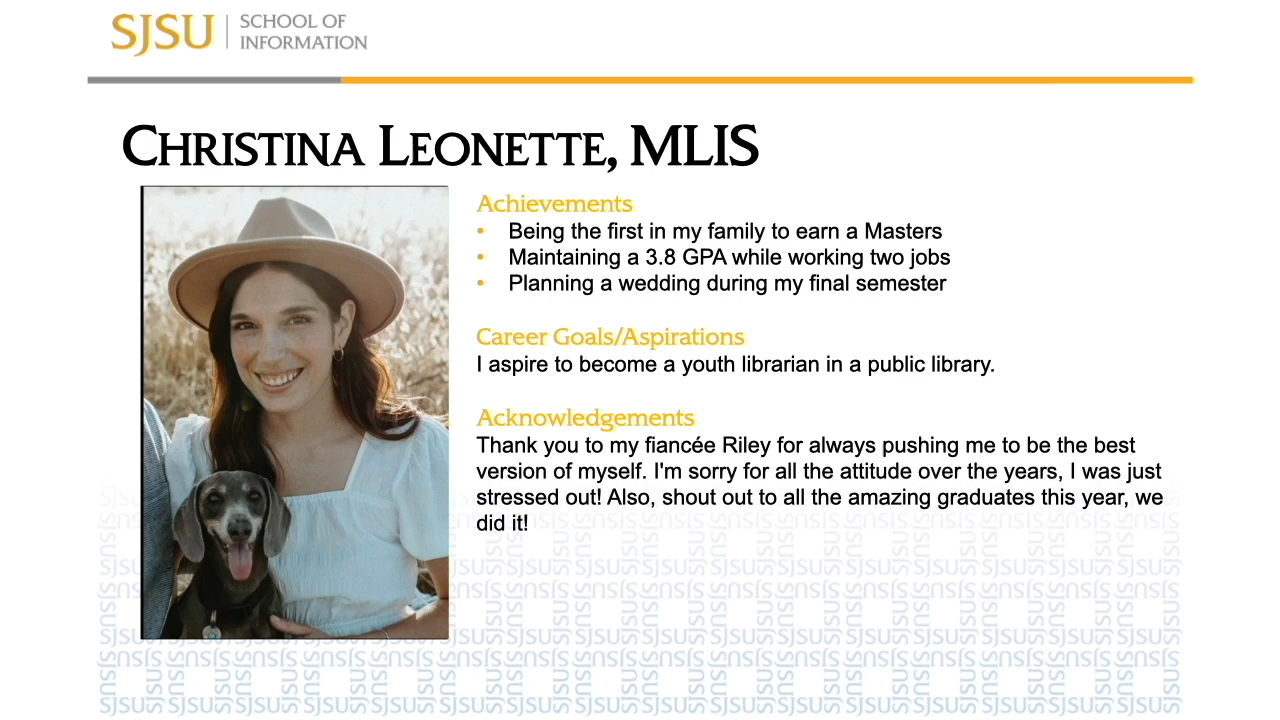 SJSU SCHOOL OF
INFORMATION
CHRISTINA LEONETTE, MLIS
Achievements
• Being the first in my family to earn a Masters
• Maintaining a 3.8 GPA while working two jobs
• Planning a wedding during my final semester
Career Goals/Aspirations
I aspire to become a youth librarian in a public library.
Acknowledgements
Thank you to my fiancée Riley for always pushing me to be the best
version of myself. I'm sorry for all the attitude over the years, I was just
stressed out! Also, shout out to all the amazing graduates this year, we
did it!